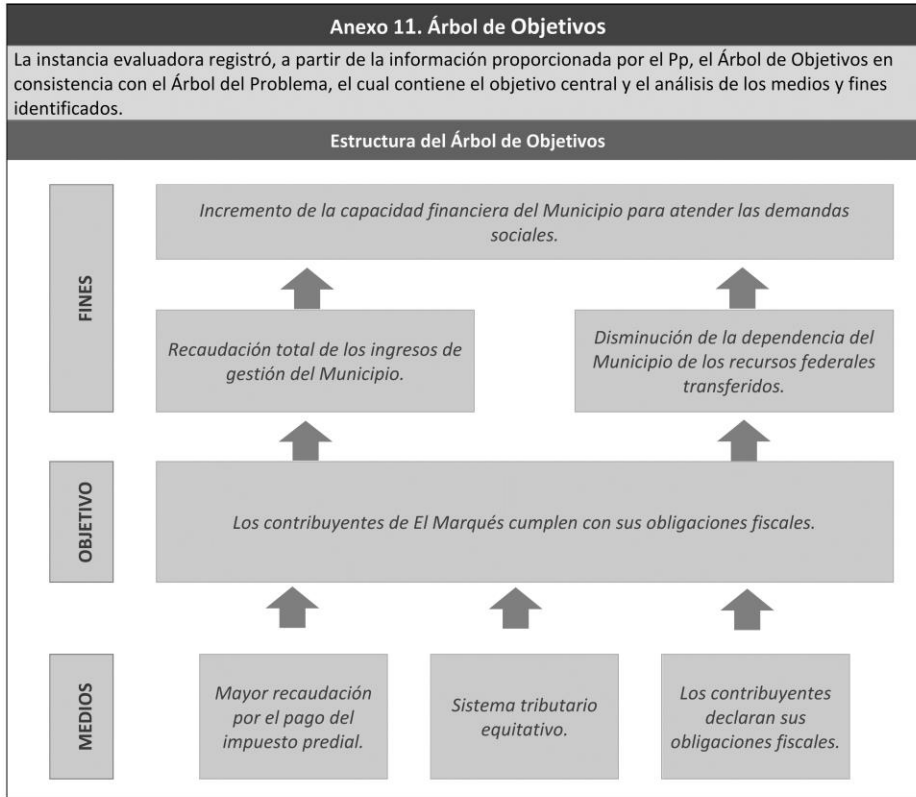 Anexo 11. Árbol de Objetivos
La instancia evaluadora registró, a partir de la información proporcionada por el Pp, el Árbol de Objetivos en
consistencia con el Árbol del Problema, el cual contiene el objetivo central y el análisis de los medios y fines
identificados.
Estructura del Árbol de Objetivos
FINES
Incremento de la capacidad financiera del Municipio para atender las demandas
sociales.
Recaudación total de los ingresos de
gestión del Municipio.
Disminución de la dependencia del
Municipio de los recursos federales
transferidos.
OBJETIVO
Los contribuyentes de El Marqués cumplen con sus obligaciones fiscales.
MEDIOS
Mayor recaudación
por el pago del
impuesto predial.
Sistema tributario
equitativo.
Los contribuyentes
declaran sus
obligaciones fiscales.